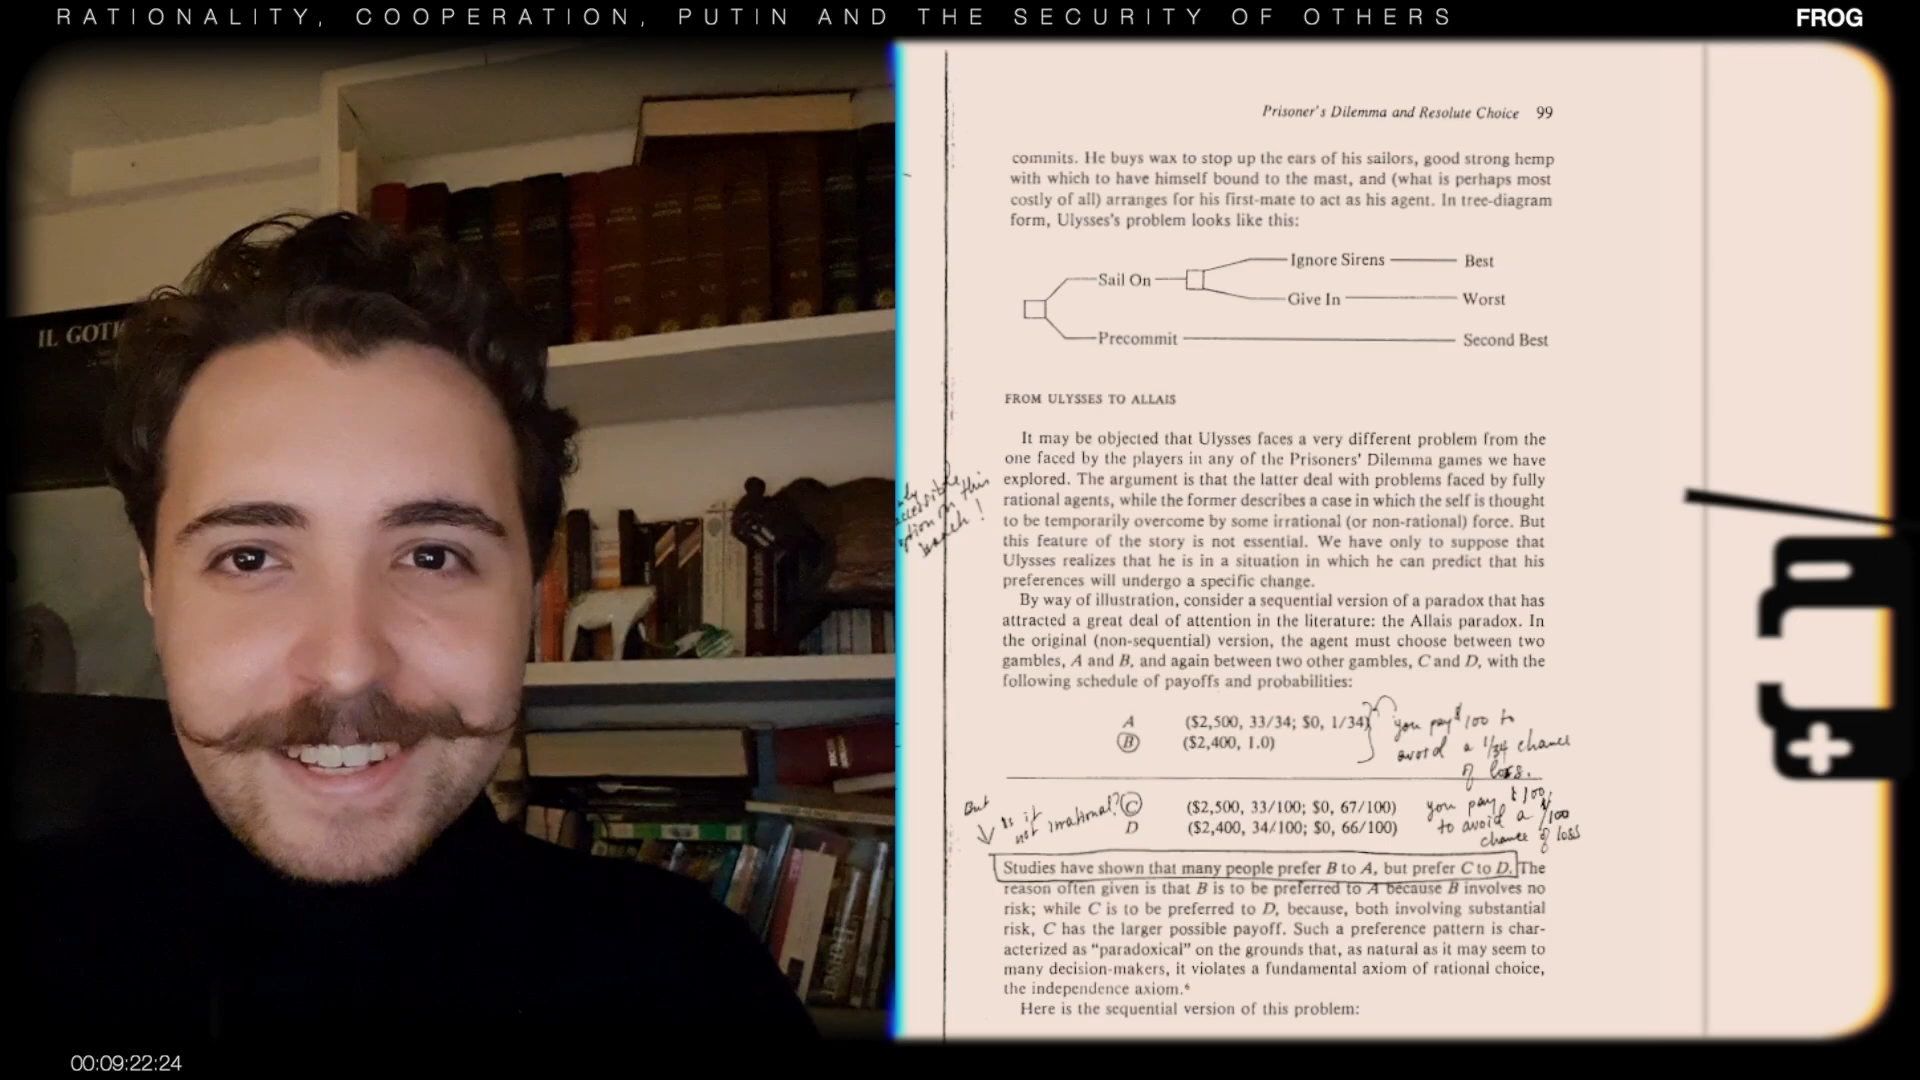 RATIONALITY, COOPERATION, PUTIN AND THE SECURITY OF OTHERS
FROG
IL GOTI
Prisoner's Dilemma and Resolute Choice 99
commits. He buys wax to stop up the ears of his sailors, good strong hemp
with which to have himself bound to the mast, and (what is perhaps most
costly of all) arranges for his first-mate to act as his agent. In tree-diagram
form, Ulysses's problem looks like this:
Ignore Sirens Best
Sail On
Give In Worst
Precommit Second Best
FROM ULYSSES TO ALLAIS
It may be objected that Ulysses faces a very different problem from the
one faced by the players in any of the Prisoners' Dilemma games we have
explored. The argument is that the latter deal with problems faced by fully
rational agents, while the former describes a case in which the self is thought
to be temporarily overcome by some irrational (or non-rational) force. But
this feature of the story is not essential. We have only to suppose that
Ulysses realizes that he is in a situation in which he can predict that his
preferences will undergo a specific change.
on this
!
By way of illustration, consider a sequential version of a paradox that has
attracted a great deal of attention in the literature: the Allais paradox. In
the original (non-sequential) version, the agent must choose between two
gambles, A and B, and again between two other gambles, C and D, with the
following schedule of payoffs and probabilities:
A ($2,500, 33/34; $0, 1/34)
B ($2,400, 1.0)
you pay $100 to
avoid a 1/34 chance
of loss.
C ($2,500, 33/100; $0, 67/100)
D ($2,400, 34/100; $0, 66/100)
But is it
not irrational?
you pay $100
to avoid a 1/100
chance of loss
Studies have shown that many people prefer B to A, but prefer C to D. The
reason often given is that B is to be preferred to A because B involves no
risk; while C is to be preferred to D, because, both involving substantial
risk, C has the larger possible payoff. Such a preference pattern is char-
acterized as "paradoxical" on the grounds that, as natural as it may seem to
many decision-makers, it violates a fundamental axiom of rational choice,
the independence axiom.⁶
Here is the sequential version of this problem:
00:09:22:24